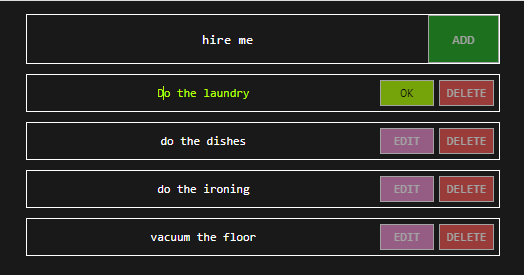 hire me ADD
Do the laundry OK DELETE
do the dishes EDIT DELETE
do the ironing EDIT DELETE
vacuum the floor EDIT DELETE